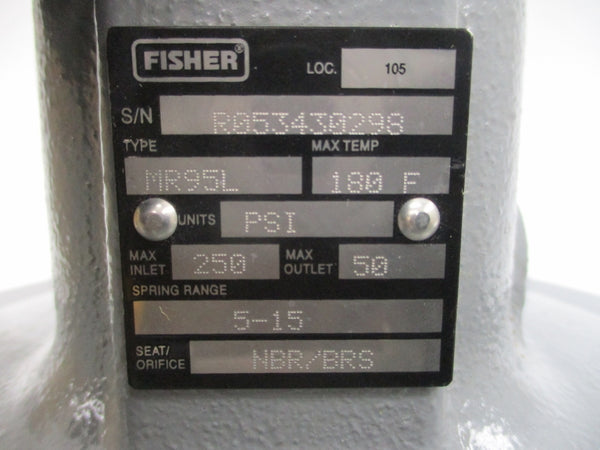 FISHER®
LOC. 105
S/N R053430298
TYPE MAX TEMP
MR95L 180 F
UNITS PSI
MAX INLET 250 MAX OUTLET 50
SPRING RANGE
5-15
SEAT/ORIFICE NBR/BRS